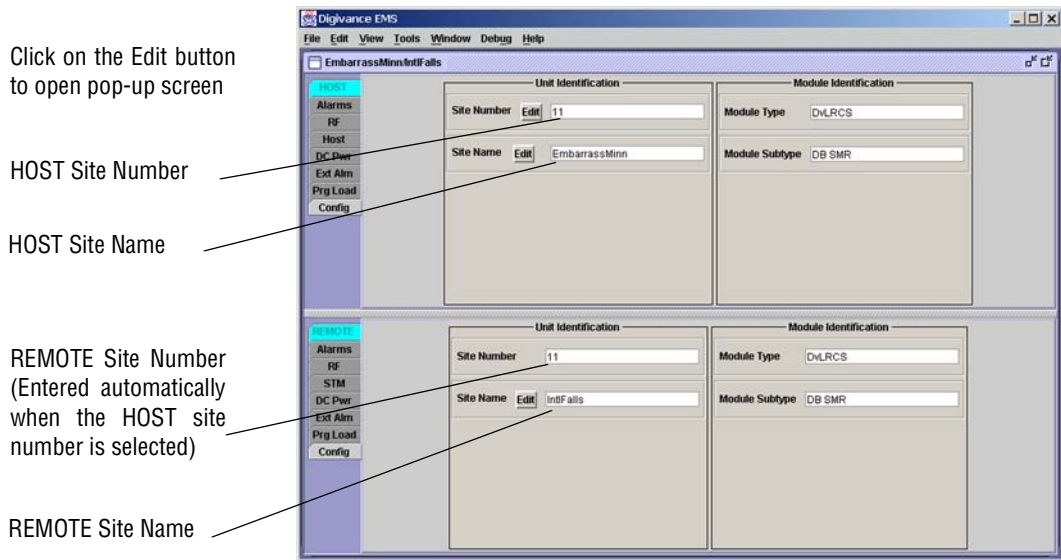 Click on the Edit button
to open pop-up screen
HOST Site Number
HOST Site Name
REMOTE Site Number
(Entered automatically
when the HOST site
number is selected)
REMOTE Site Name
Digivance EMS
File Edit View Tools Window Debug Help
EmbarrassMinn/IntlFalls
HOST
Alarms
RF
Host
DC Pwr
Ext Alm
Prg Load
Config
Unit Identification
Site Number Edit 11
Site Name Edit EmbarrassMinn
Module Identification
Module Type DvLRCS
Module Subtype DB SMR
REMOTE
Alarms
RF
STM
DC Pwr
Ext Alm
Prg Load
Config
Unit Identification
Site Number 11
Site Name Edit IntlFalls
Module Identification
Module Type DvLRCS
Module Subtype DB SMR